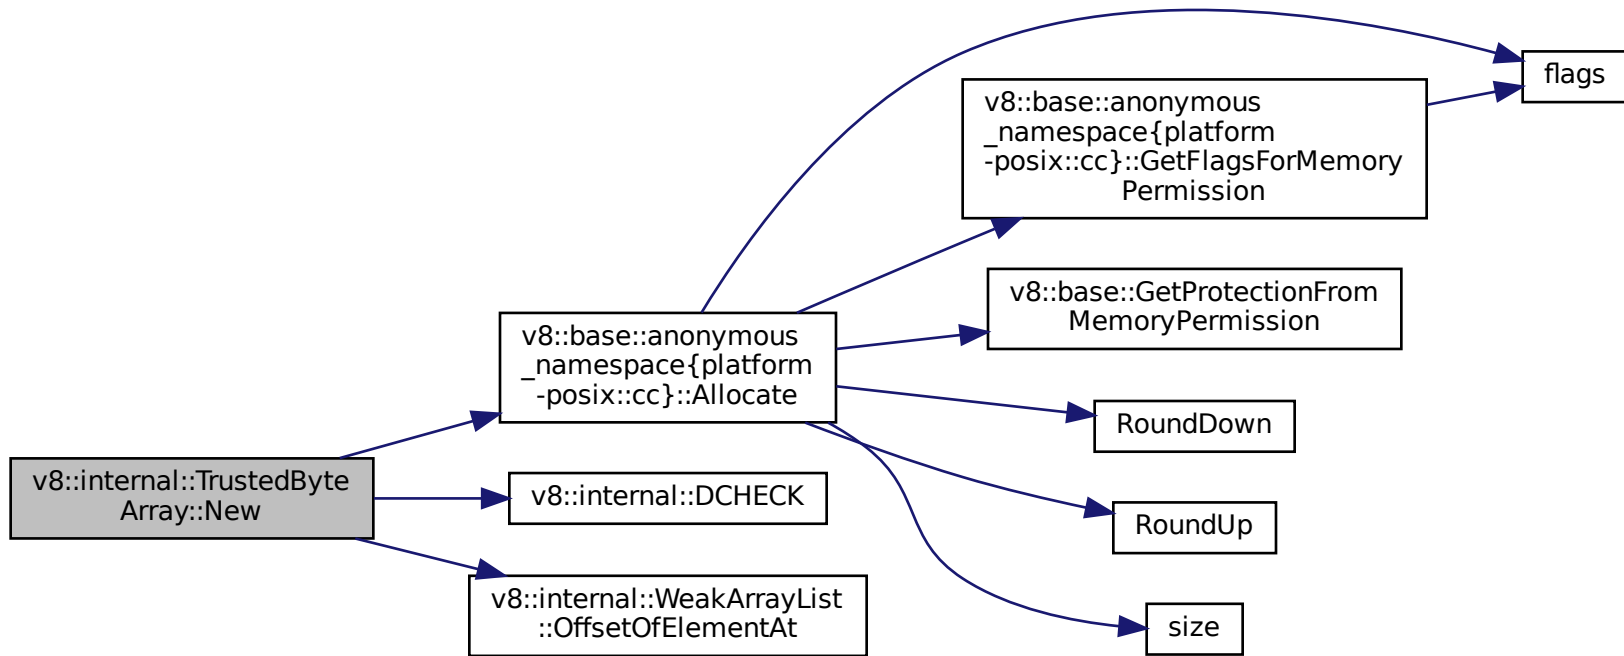 flags
v8::base::anonymous
_namespace{platform
-posix::cc}::GetFlagsForMemory
Permission
v8::base::GetProtectionFrom
MemoryPermission
v8::base::anonymous
_namespace{platform
-posix::cc}::Allocate
RoundDown
v8::internal::TrustedByte
Array::New
v8::internal::DCHECK
RoundUp
v8::internal::WeakArrayList
::OffsetOfElementAt
size